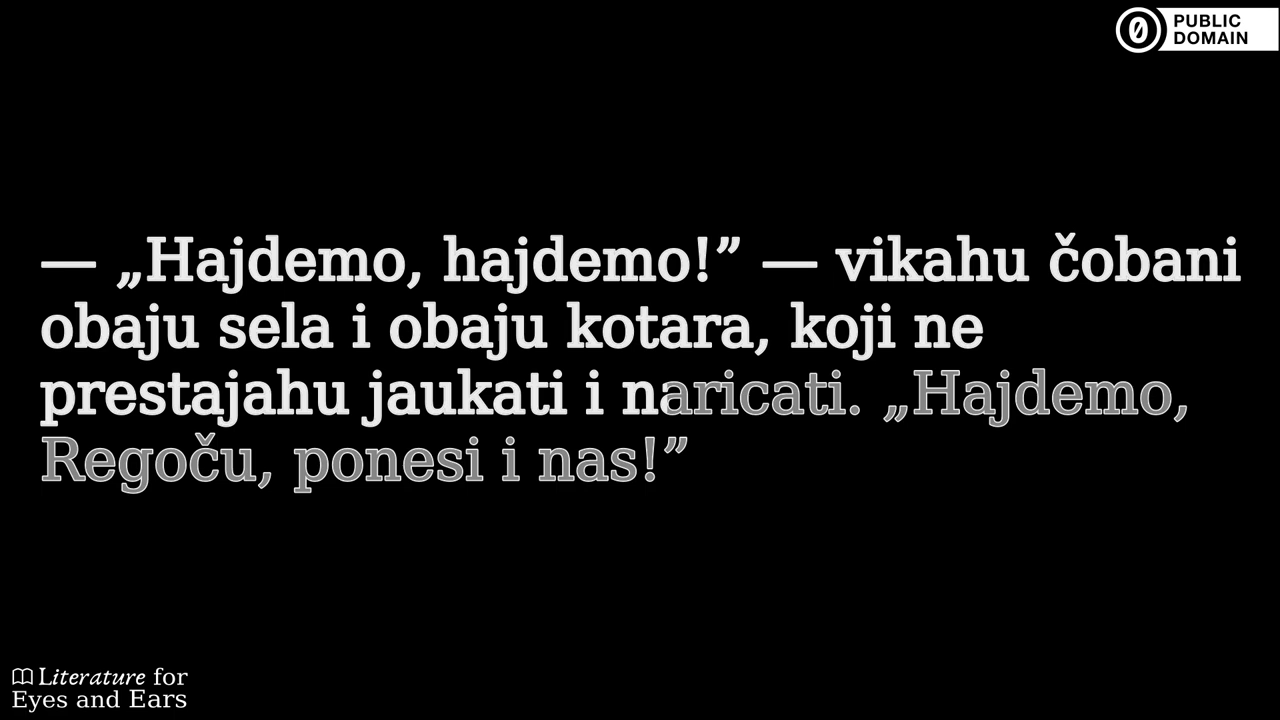 PUBLIC
DOMAIN
— „Hajdemo, hajdemo!” — vikahu čobani
obaju sela i obaju kotara, koji ne
prestajahu jaukati i naricati. „Hajdemo,
Regoču, ponesi i nas!”
Literature for
Eyes and Ears